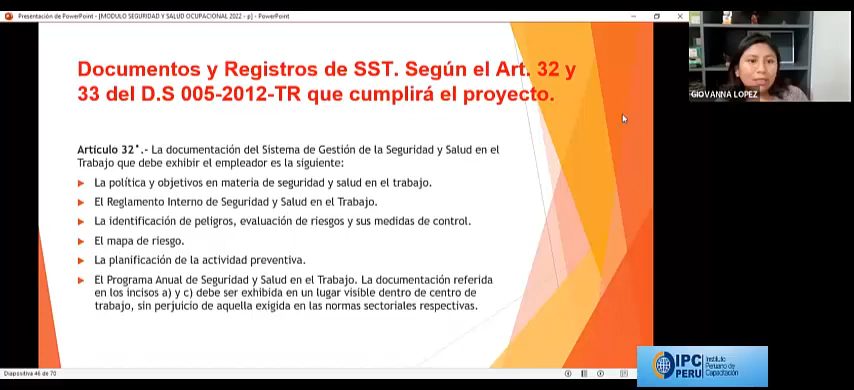 Presentación de PowerPoint - [MODULO SEGURIDAD Y SALUD OCUPACIONAL 2022 - p] - PowerPoint
GIOVANNA LOPEZ
Documentos y Registros de SST. Según el Art. 32 y
33 del D.S 005-2012-TR que cumplirá el proyecto.
Artículo 32°.- La documentación del Sistema de Gestión de la Seguridad y Salud en el
Trabajo que debe exhibir el empleador es la siguiente:
La política y objetivos en materia de seguridad y salud en el trabajo.
El Reglamento Interno de Seguridad y Salud en el Trabajo.
La identificación de peligros, evaluación de riesgos y sus medidas de control.
El mapa de riesgo.
La planificación de la actividad preventiva.
El Programa Anual de Seguridad y Salud en el Trabajo. La documentación referida
en los incisos a) y c) debe ser exhibida en un lugar visible dentro de centro de
trabajo, sin perjuicio de aquella exigida en las normas sectoriales respectivas.
IPC
PERU
Instituto
Peruano de
Capacitación
Diapositiva 46 de 70